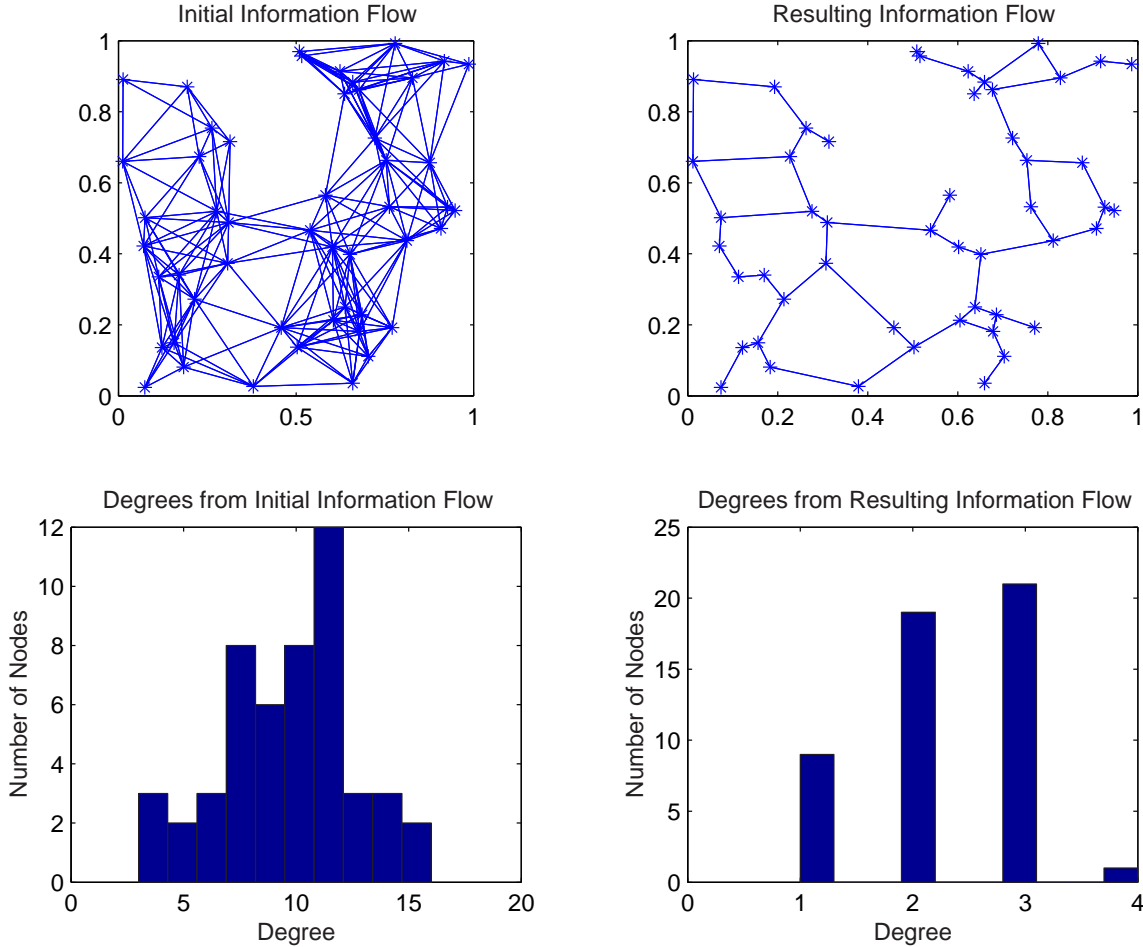 Initial Information Flow
1
0.8
0.6
0.4
0.2
0
0 0.5 1
Resulting Information Flow
1
0.8
0.6
0.4
0.2
0
0 0.2 0.4 0.6 0.8 1
Degrees from Initial Information Flow
12
10
8
6
4
2
0
Number of Nodes
0 5 10 15 20
Degree
Degrees from Resulting Information Flow
25
20
15
10
5
0
Number of Nodes
0 1 2 3 4
Degree